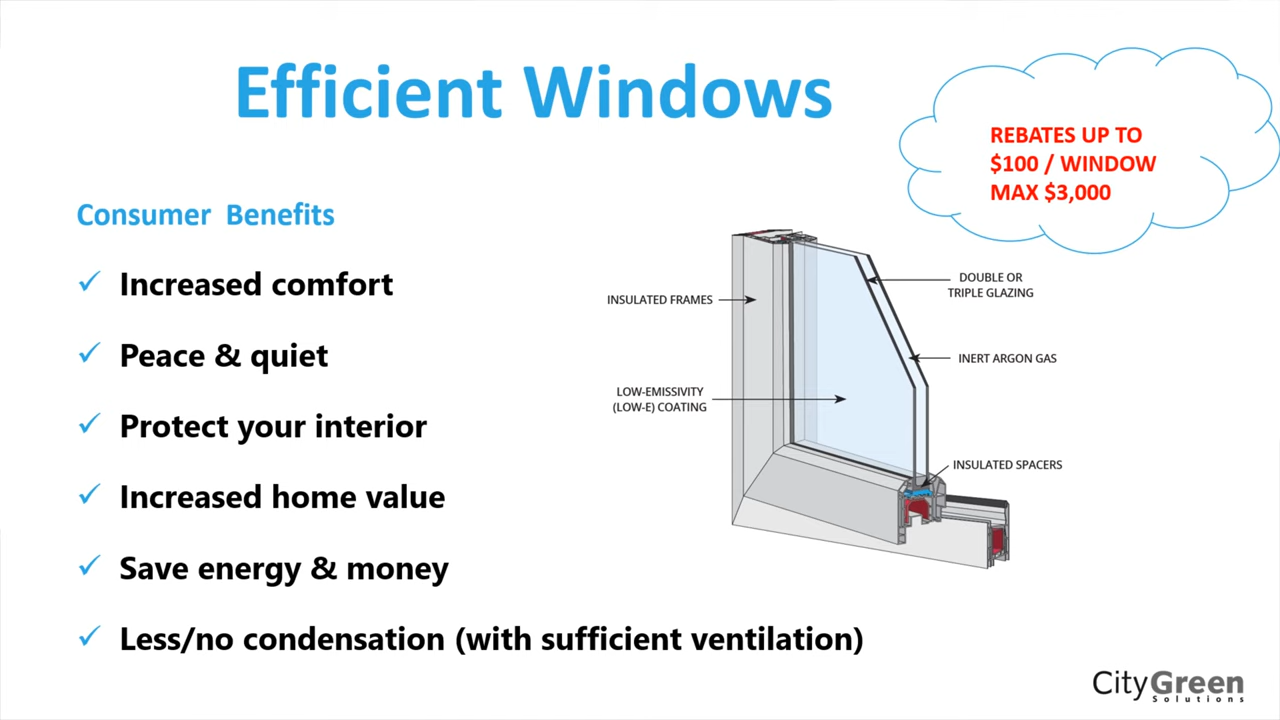 Efficient Windows
REBATES UP TO
$100 / WINDOW
MAX $3,000
Consumer Benefits
✓ Increased comfort
✓ Peace & quiet
✓ Protect your interior
✓ Increased home value
✓ Save energy & money
✓ Less/no condensation (with sufficient ventilation)
INSULATED FRAMES
LOW-EMISSIVITY
(LOW-E) COATING
DOUBLE OR
TRIPLE GLAZING
INERT ARGON GAS
INSULATED SPACERS
CityGreen
Solutions